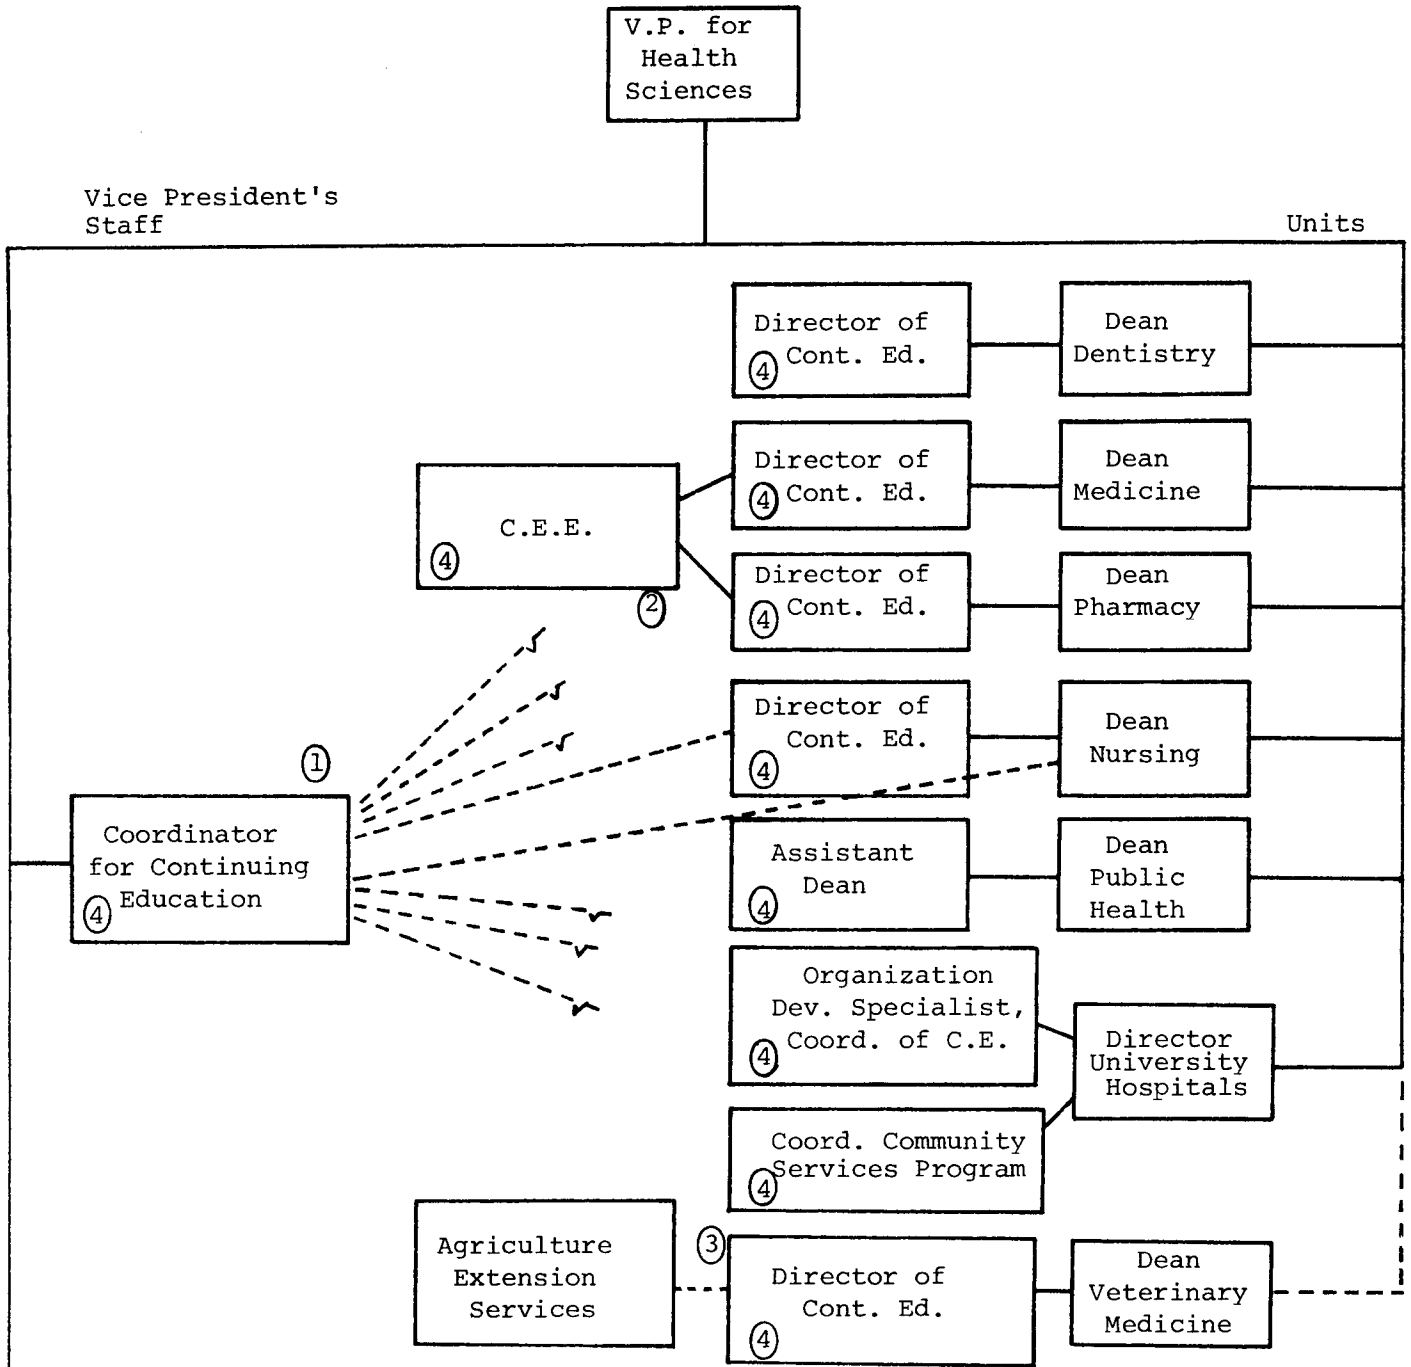 V.P. for
Health
Sciences
Vice President's
Staff
Units
Director of
④ Cont. Ed.
Dean
Dentistry
Director of
④ Cont. Ed.
Dean
Medicine
C.E.E.
④
②
Director of
④ Cont. Ed.
Dean
Pharmacy
Director of
Cont. Ed.
④
Dean
Nursing
①
Coordinator
for Continuing
④ Education
Assistant
Dean
④
Dean
Public
Health
Organization
Dev. Specialist,
④ Coord. of C.E.
Director
University
Hospitals
Coord. Community
④ Services Program
Agriculture
Extension
Services
③
Director of
Cont. Ed.
④
Dean
Veterinary
Medicine